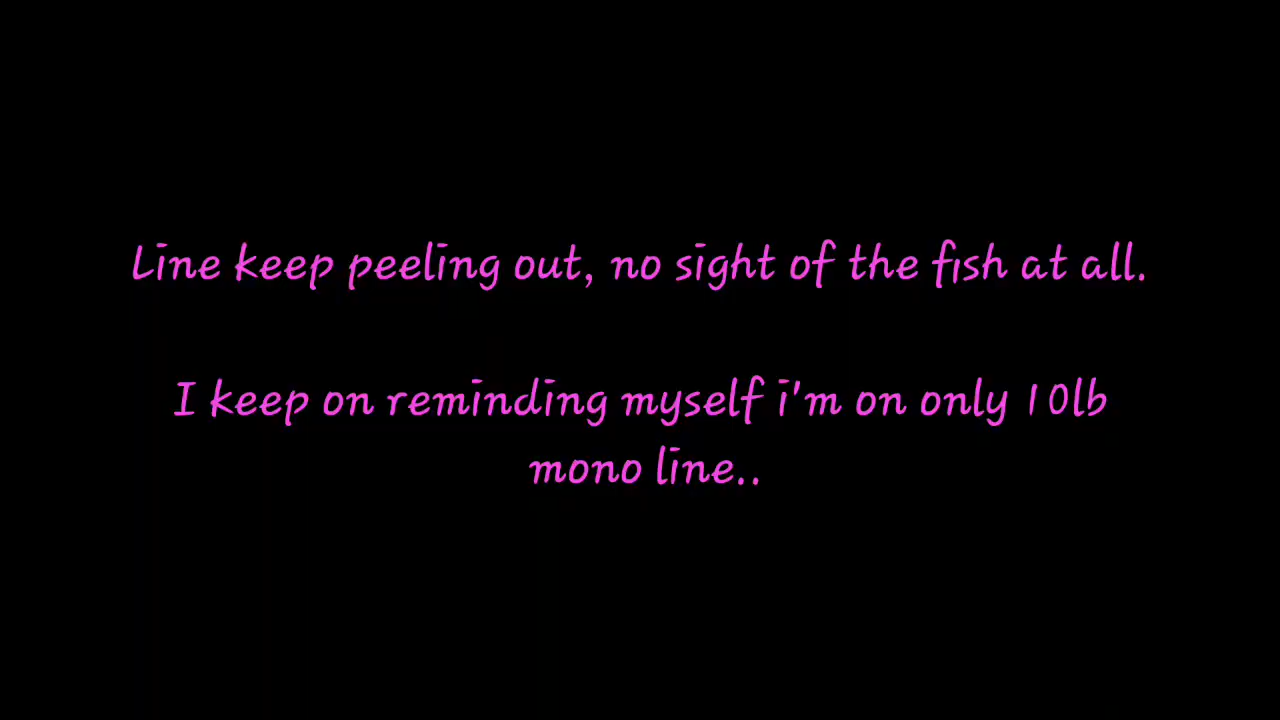 Line keep peeling out, no sight of the fish at all.
I keep on reminding myself i'm on only 10lb
mono line..